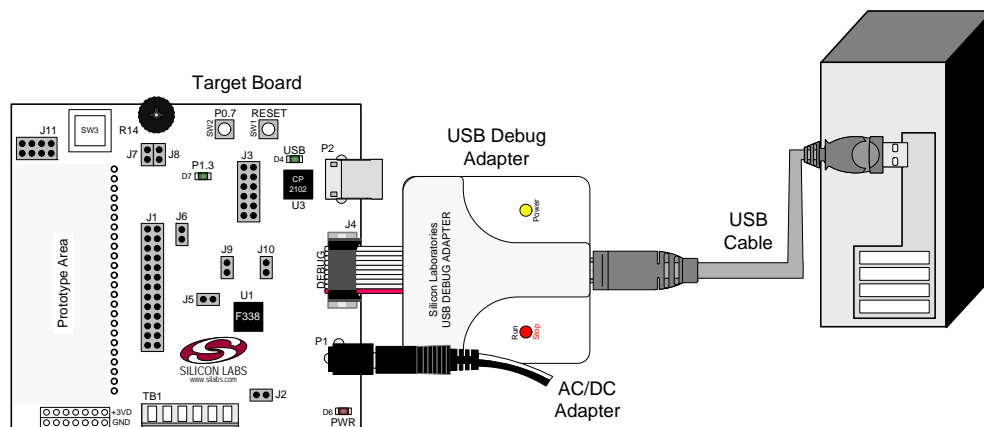 Target Board
J11
SW3
R14
P0.7
SW2
RESET
SW1
J7
J8
P1.3
D7
J3
USB
D4
CP
2102
U3
P2
USB Debug
Adapter
Power
USB
Cable
Silicon Laboratories
USB DEBUG ADAPTER
Run
Stop
Prototype Area
J1
J6
J9
J10
J4
DEBUG
J5
U1
F338
SILICON LABS
www.silabs.com
P1
AC/DC
Adapter
TB1
J2
D6
PWR
+3VD
GND